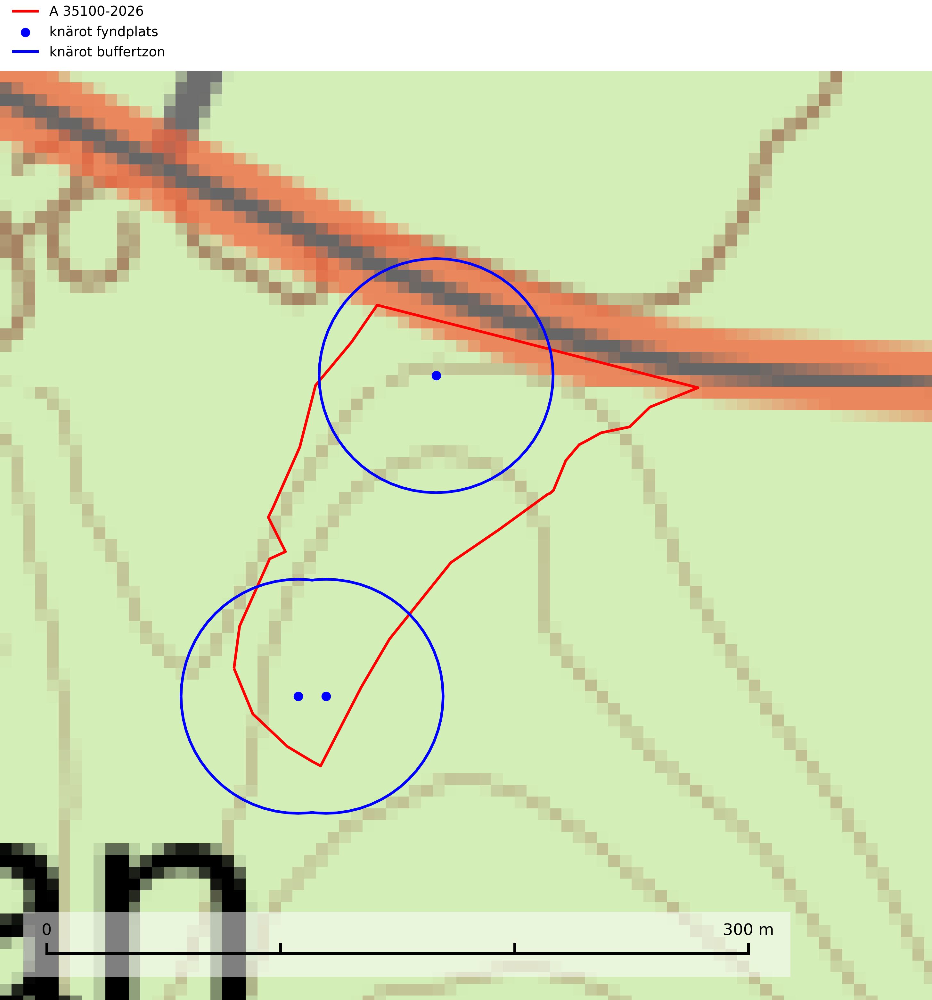 A 35100-2026
knärot fyndplats
knärot buffertzon
0 300 m